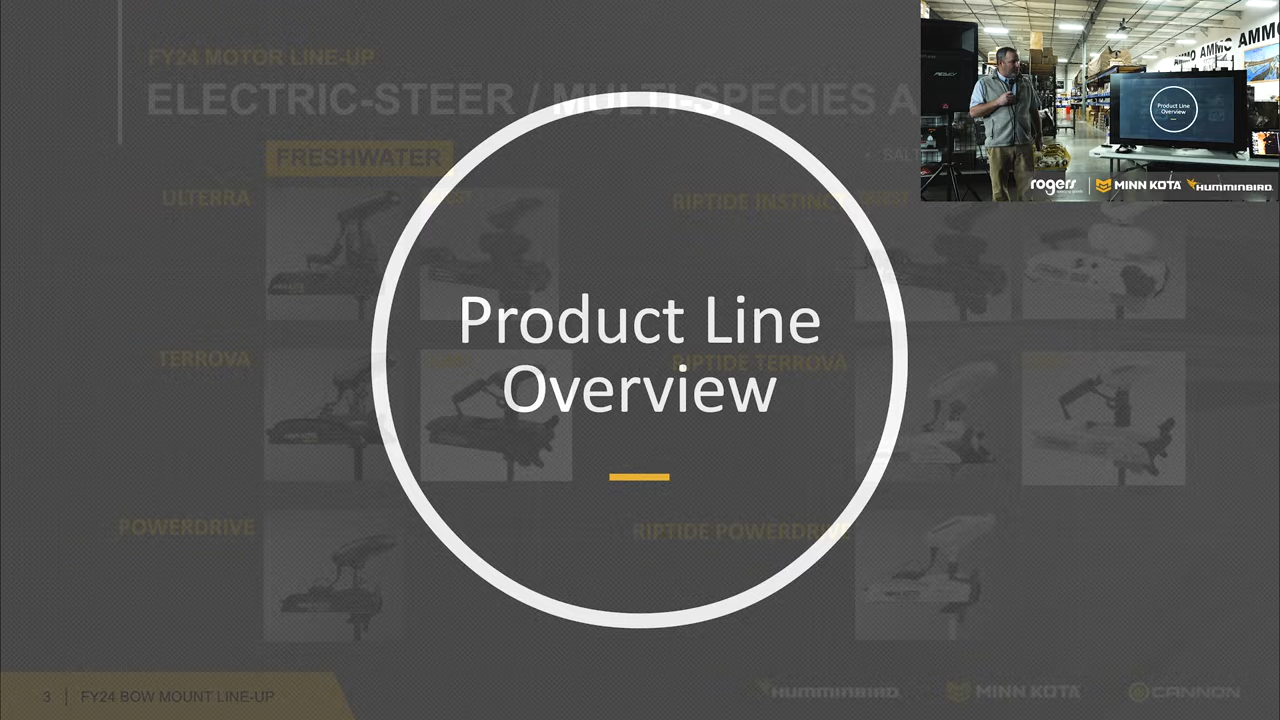 FY24 MOTOR LINE-UP
ELECTRIC-STEER / MULTI-SPECIES A
FRESHWATER
ULTERRA
RIPTIDE INSTINCT
TERROVA
RIPTIDE TERROVA
POWERDRIVE
RIPTIDE POWERDRIVE
Product Line
Overview
3 | FY24 BOW MOUNT LINE-UP
HUMMINBIRD
MINN KOTA
CANNON
AMMO AMMO AMMO
PEAVEY
Product Line
Overview
rogers
MINN KOTA
HUMMINBIRD